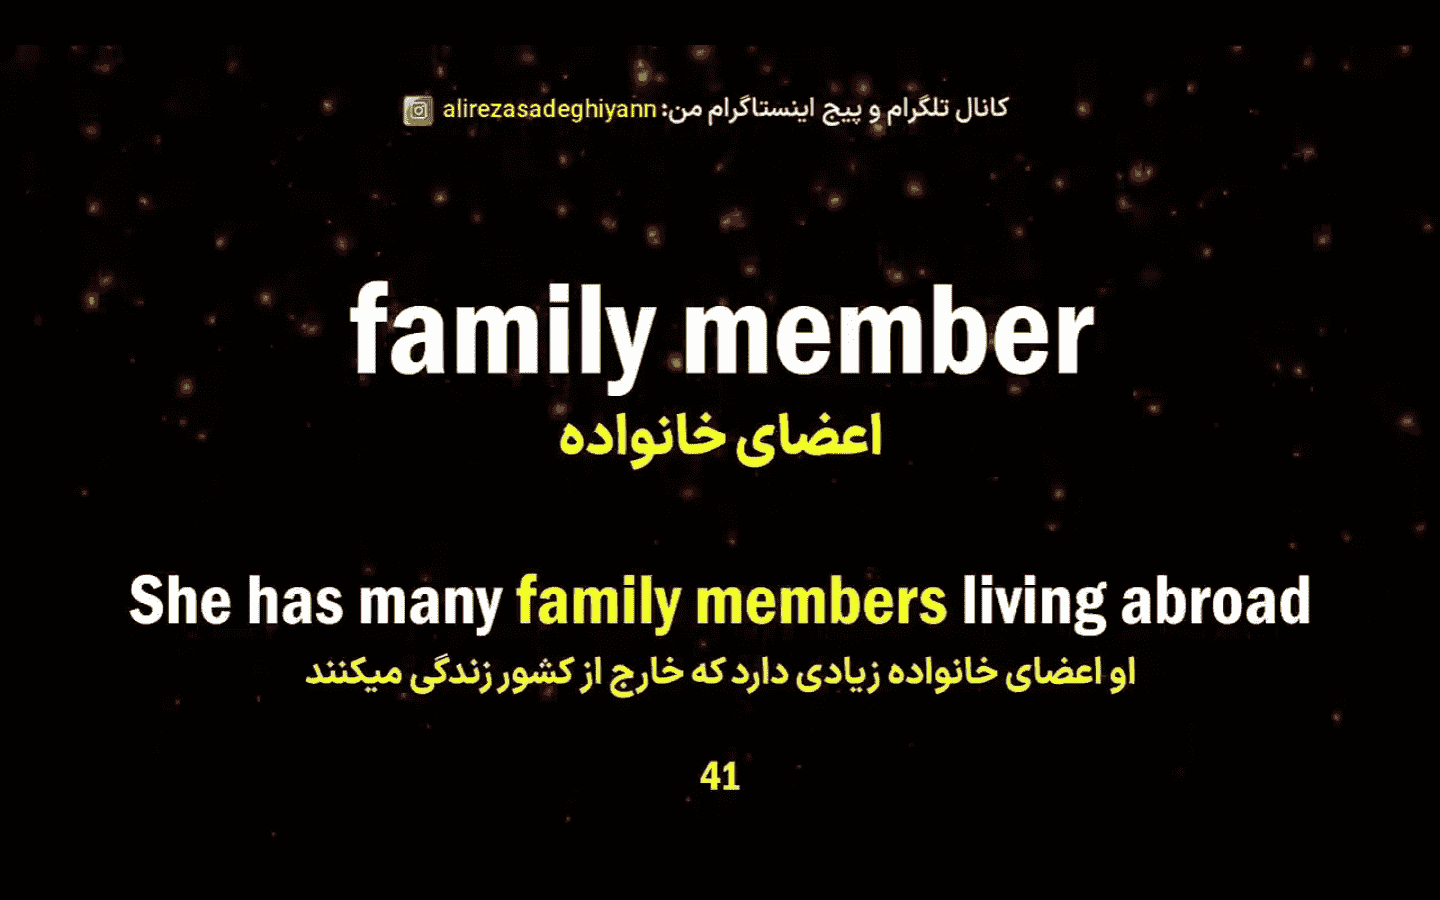 کانال تلگرام و پیج اینستاگرام من: alirezasadeghiyann
family member
اعضای خانواده
She has many family members living abroad
او اعضای خانواده زیادی دارد که خارج از کشور زندگی میکنند
41